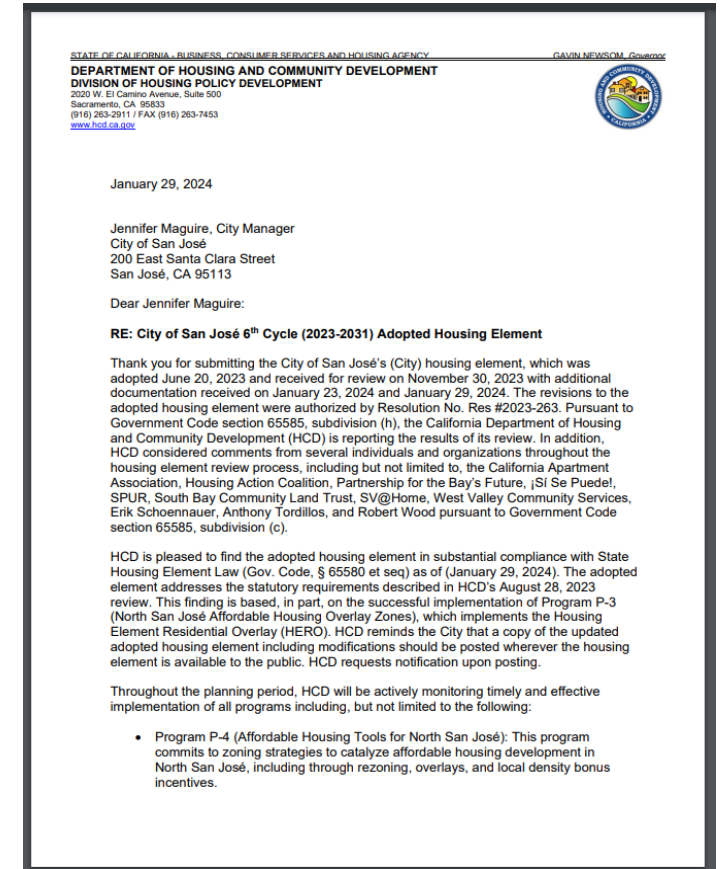 STATE OF CALIFORNIA - BUSINESS, CONSUMER SERVICES AND HOUSING AGENCY GAVIN NEWSOM, Governor
DEPARTMENT OF HOUSING AND COMMUNITY DEVELOPMENT
DIVISION OF HOUSING POLICY DEVELOPMENT
2020 W. El Camino Avenue, Suite 500
Sacramento, CA 95833
(916) 263-2911 / FAX (916) 263-7453
www.hcd.ca.gov
HOUSING AND COMMUNITY DEVELOPMENT
CALIFORNIA
January 29, 2024
Jennifer Maguire, City Manager
City of San José
200 East Santa Clara Street
San José, CA 95113
Dear Jennifer Maguire:
RE: City of San José 6th Cycle (2023-2031) Adopted Housing Element
Thank you for submitting the City of San José's (City) housing element, which was
adopted June 20, 2023 and received for review on November 30, 2023 with additional
documentation received on January 23, 2024 and January 29, 2024. The revisions to the
adopted housing element were authorized by Resolution No. Res #2023-263. Pursuant to
Government Code section 65585, subdivision (h), the California Department of Housing
and Community Development (HCD) is reporting the results of its review. In addition,
HCD considered comments from several individuals and organizations throughout the
housing element review process, including but not limited to, the California Apartment
Association, Housing Action Coalition, Partnership for the Bay's Future, ¡Sí Se Puede!,
SPUR, South Bay Community Land Trust, SV@Home, West Valley Community Services,
Erik Schoennauer, Anthony Tordillos, and Robert Wood pursuant to Government Code
section 65585, subdivision (c).
HCD is pleased to find the adopted housing element in substantial compliance with State
Housing Element Law (Gov. Code, § 65580 et seq) as of (January 29, 2024). The adopted
element addresses the statutory requirements described in HCD's August 28, 2023
review. This finding is based, in part, on the successful implementation of Program P-3
(North San José Affordable Housing Overlay Zones), which implements the Housing
Element Residential Overlay (HERO). HCD reminds the City that a copy of the updated
adopted housing element including modifications should be posted wherever the housing
element is available to the public. HCD requests notification upon posting.
Throughout the planning period, HCD will be actively monitoring timely and effective
implementation of all programs including, but not limited to the following:
• Program P-4 (Affordable Housing Tools for North San José): This program
commits to zoning strategies to catalyze affordable housing development in
North San José, including through rezoning, overlays, and local density bonus
incentives.